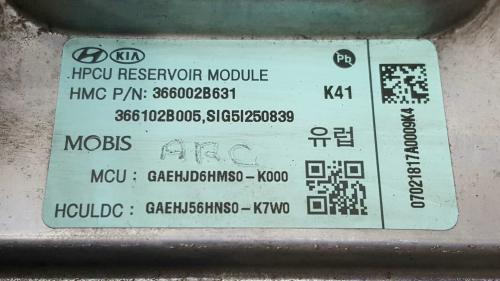 HYUNDAI KIA Pb
HPCU RESERVOIR MODULE
HMC P/N: 366002B631 K41
366102B005,SIG5I250839
MOBIS ARC 유럽
MCU : GAEHJD6HMS0-K000
HCULDC : GAEHJ56HNS0-K7W0
07021817A0009K4